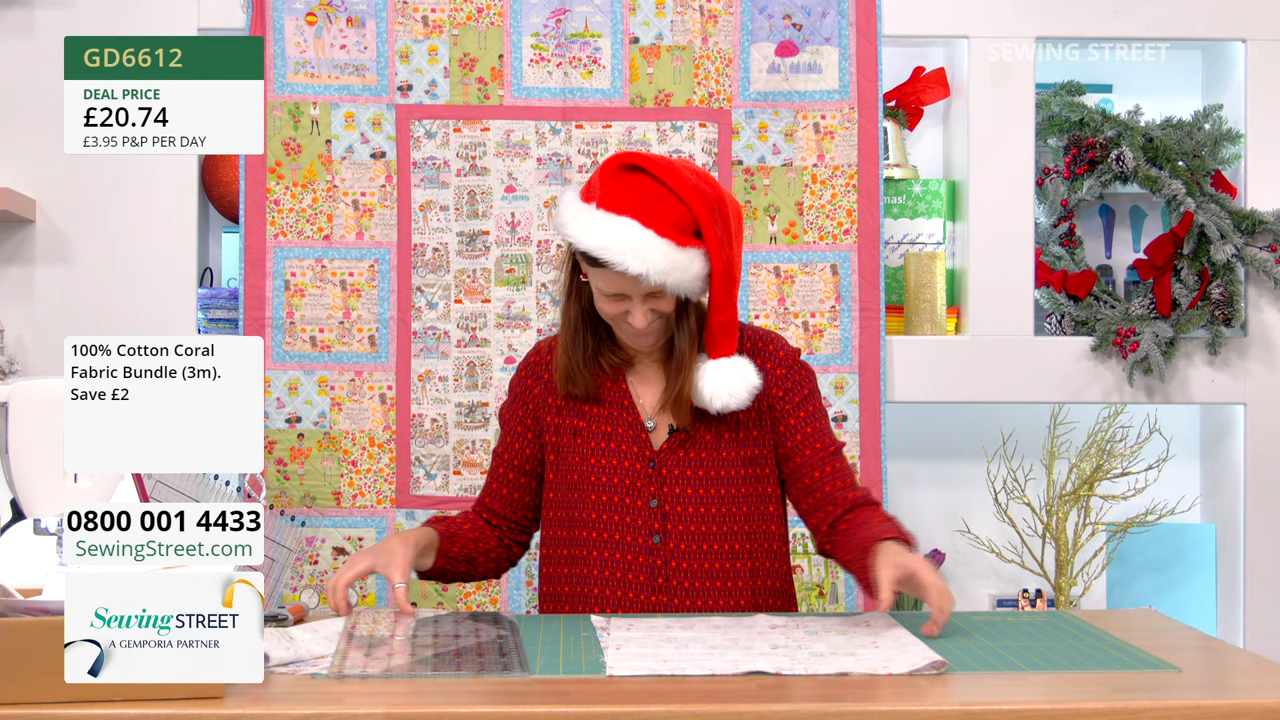 GD6612
DEAL PRICE
£20.74
£3.95 P&P PER DAY
SEWING STREET
mas!
100% Cotton Coral
Fabric Bundle (3m).
Save £2
0800 001 4433
SewingStreet.com
Sewing STREET
A GEMPORIA PARTNER